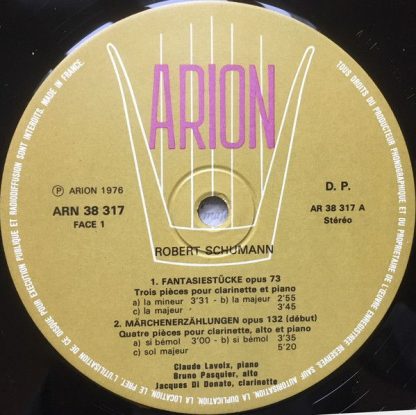 ARION
Ⓟ ARION 1976
ARN 38 317
FACE 1
D. P.
AR 38 317 A
Stéréo
ROBERT SCHUMANN
1. FANTASIESTÜCKE opus 73
Trois pièces pour clarinette et piano
a) la mineur 3'31 - b) la majeur 2'55
c) la majeur 3'45
2. MÄRCHENERZÄHLUNGEN opus 132 (début)
Quatre pièces pour clarinette, alto et piano
a) si bémol 3'00 - b) si bémol 3'35
c) sol majeur 5'20
Claude Lavoix, piano
Bruno Pasquier, alto
Jacques Di Donato, clarinette
TOUS DROITS DU PRODUCTEUR PHONOGRAPHIQUE ET DU PROPRIETAIRE DE L'ŒUVRE ENREGISTREE RESERVES. SAUF AUTORISATION, LA DUPLICATION, LA LOCATION, LE PRET, L'UTILISATION DE CE DISQUE POUR EXECUTION PUBLIQUE ET RADIODIFFUSION SONT INTERDITS. MADE IN FRANCE.